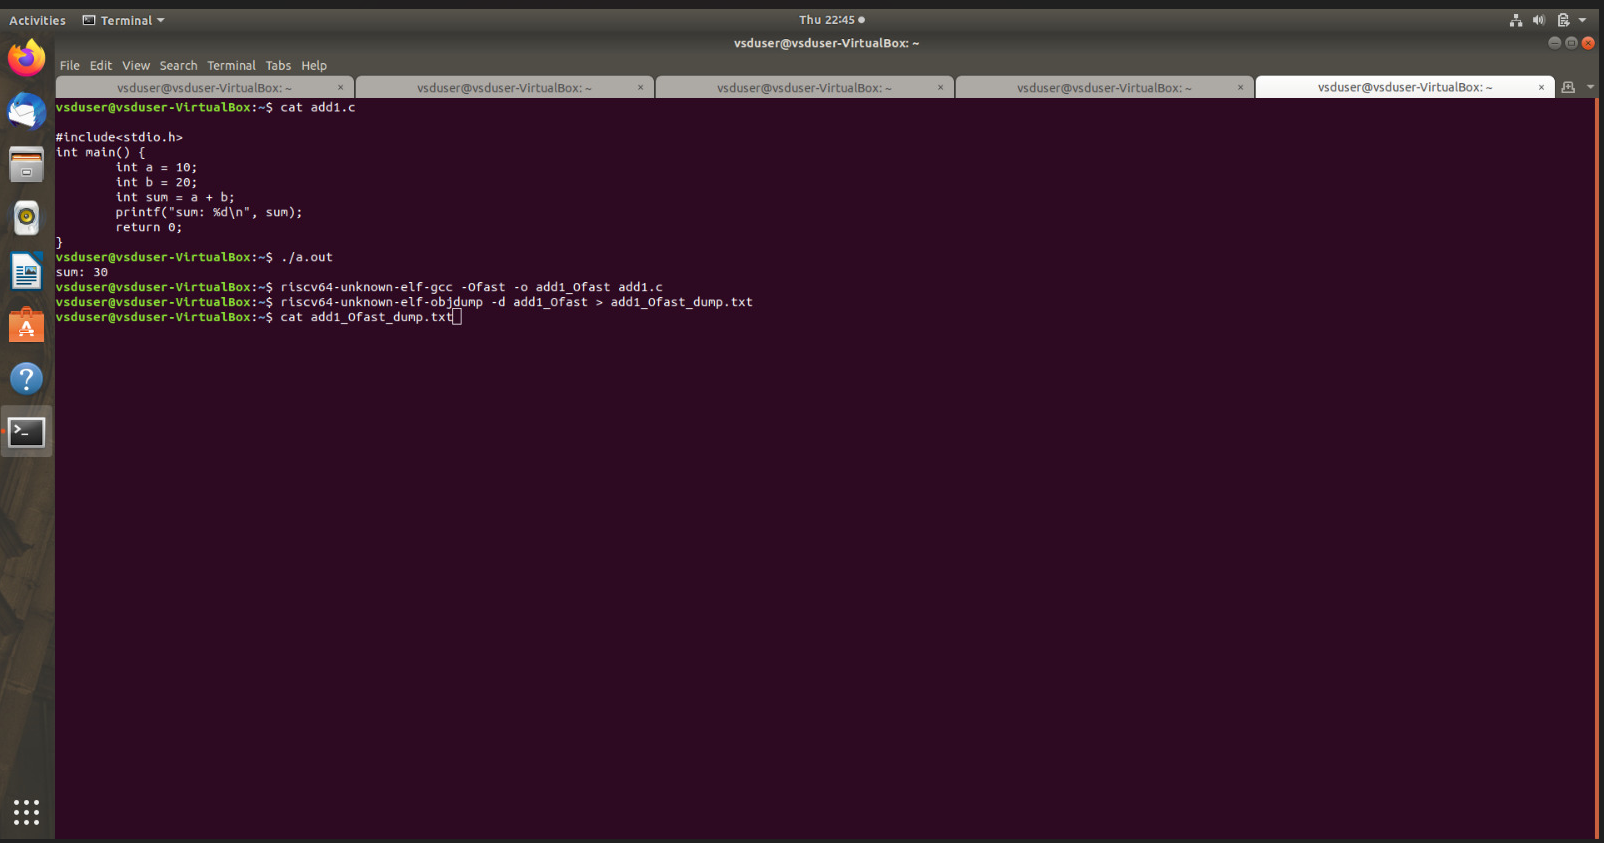 Activities Terminal Thu 22:45
vsduser@vsduser-VirtualBox: ~
File Edit View Search Terminal Tabs Help
vsduser@vsduser-VirtualBox: ~ × vsduser@vsduser-VirtualBox: ~ × vsduser@vsduser-VirtualBox: ~ × vsduser@vsduser-VirtualBox: ~ × vsduser@vsduser-VirtualBox: ~ ×
vsduser@vsduser-VirtualBox:~$ cat add1.c
#include<stdio.h>
int main() {
        int a = 10;
        int b = 20;
        int sum = a + b;
        printf("sum: %d\n", sum);
        return 0;
}
vsduser@vsduser-VirtualBox:~$ ./a.out
sum: 30
vsduser@vsduser-VirtualBox:~$ riscv64-unknown-elf-gcc -Ofast -o add1_Ofast add1.c
vsduser@vsduser-VirtualBox:~$ riscv64-unknown-elf-objdump -d add1_Ofast > add1_Ofast_dump.txt
vsduser@vsduser-VirtualBox:~$ cat add1_Ofast_dump.txt